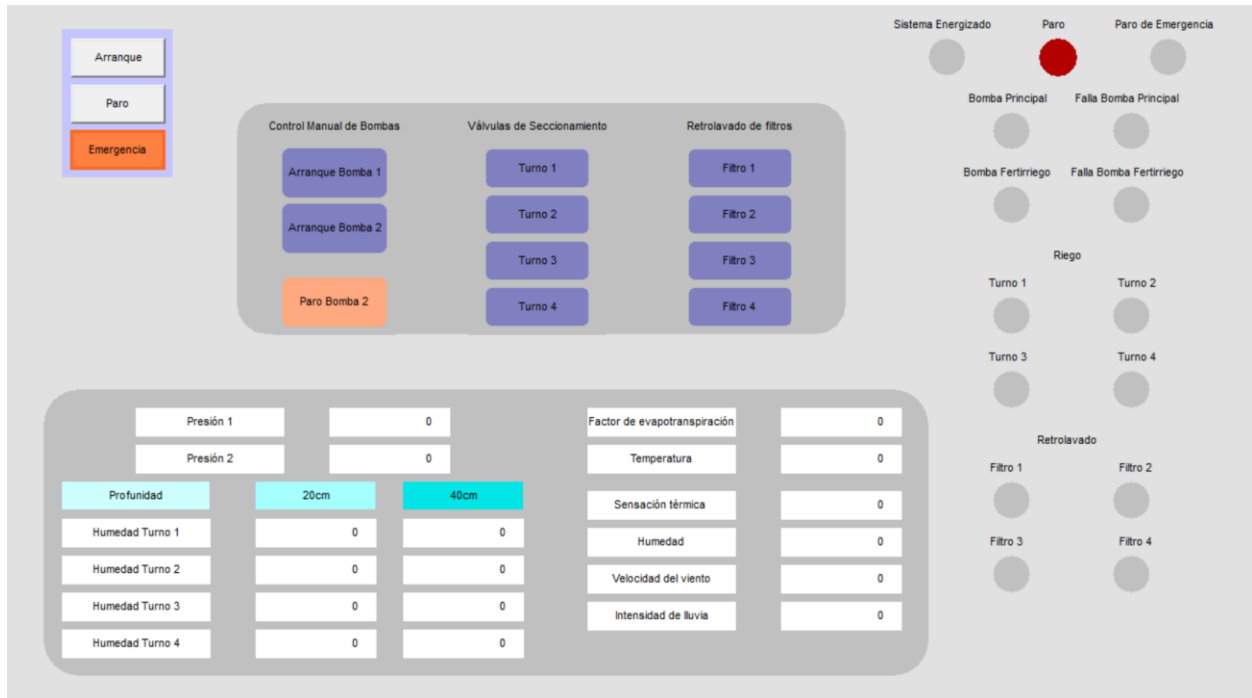 Arranque
Paro
Emergencia
Control Manual de Bombas
Arranque Bomba 1
Arranque Bomba 2
Paro Bomba 2
Válvulas de Seccionamiento
Turno 1
Turno 2
Turno 3
Turno 4
Retrolavado de filtros
Filtro 1
Filtro 2
Filtro 3
Filtro 4
Sistema Energizado Paro Paro de Emergencia
Bomba Principal Falla Bomba Principal
Bomba Fertirriego Falla Bomba Fertirriego
Riego
Turno 1 Turno 2
Turno 3 Turno 4
Retrolavado
Filtro 1 Filtro 2
Filtro 3 Filtro 4
Presión 1 0
Presión 2 0
Profunidad 20cm 40cm
Humedad Turno 1 0 0
Humedad Turno 2 0 0
Humedad Turno 3 0 0
Humedad Turno 4 0 0
Factor de evapotranspiración 0
Temperatura 0
Sensación térmica 0
Humedad 0
Velocidad del viento 0
Intensidad de lluvia 0